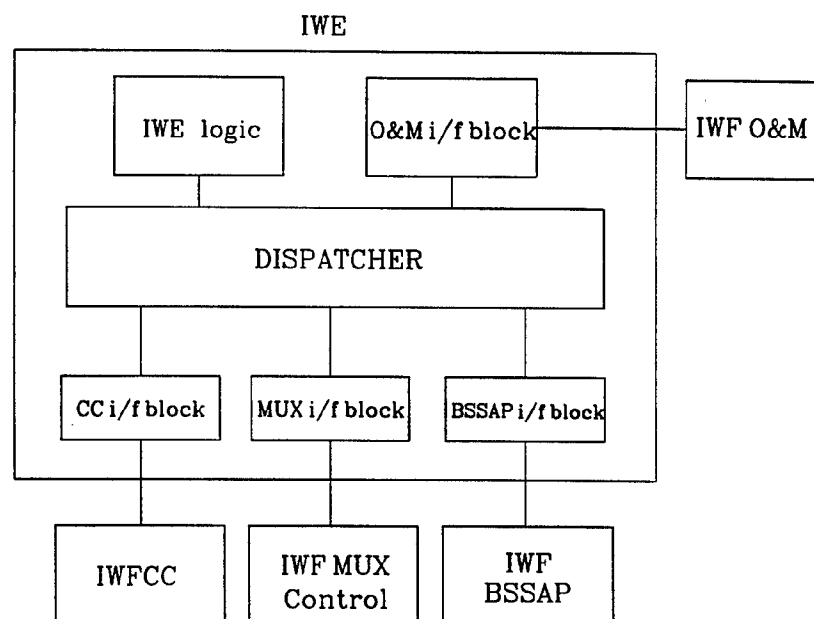 IWE
IWE logic
O&M i/f block
IWF O&M
DISPATCHER
CC i/f block
MUX i/f block
BSSAP i/f block
IWFCC
IWF MUX
Control
IWF
BSSAP